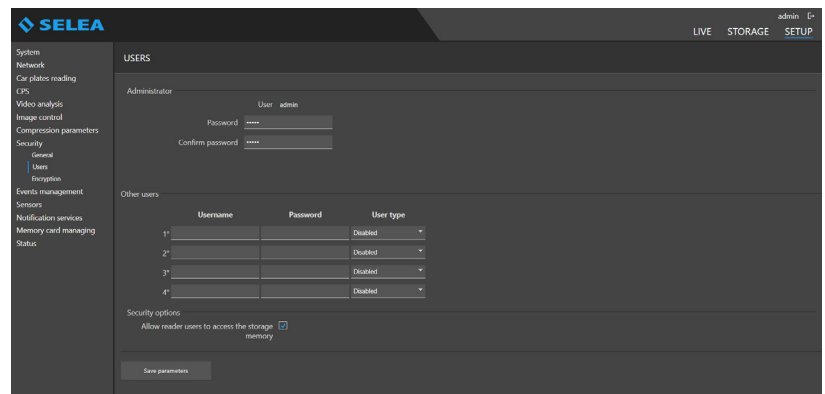 SELEA
admin
LIVE STORAGE SETUP
System
Network
Car plates reading
CPS
Video analysis
Image control
Compression parameters
Security
General
Users
Encryption
Events management
Sensors
Notification services
Memory card managing
Status
USERS
Administrator
User admin
Password •••••
Confirm password •••••
Other users
Username Password User type
1° Disabled
2° Disabled
3° Disabled
4° Disabled
Security options
Allow reader users to access the storage
memory
Save parameters